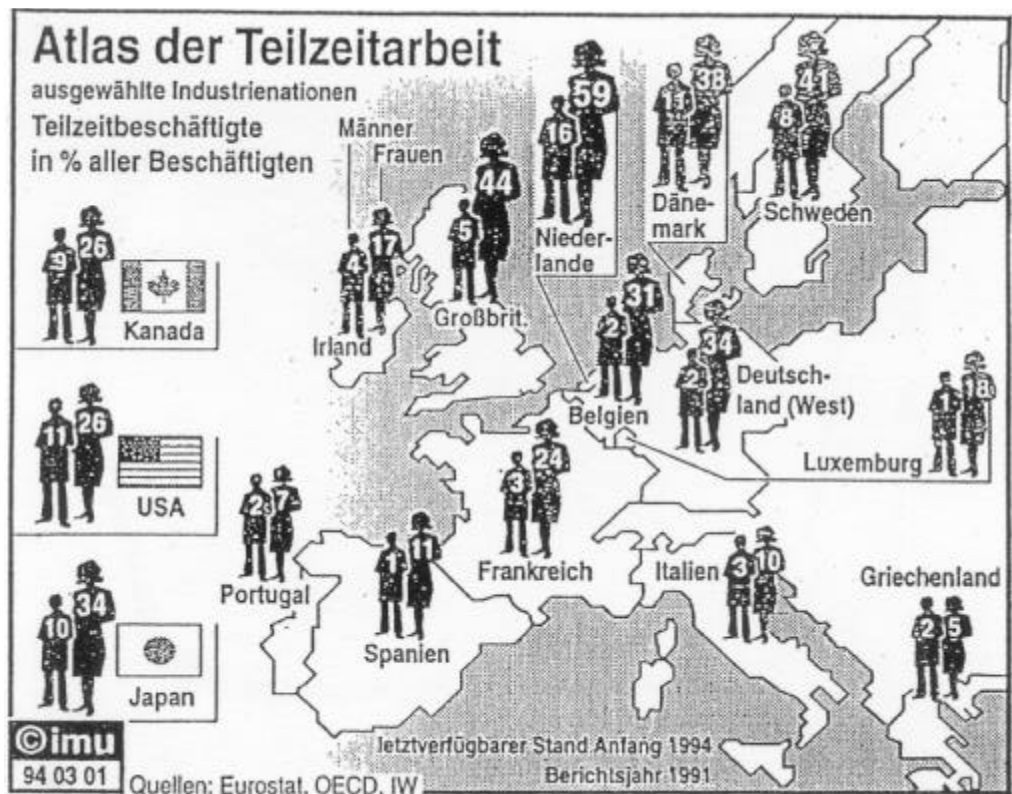 Atlas der Teilzeitarbeit
ausgewählte Industrienationen
Teilzeitbeschäftigte
in % aller Beschäftigten
Männer
Frauen
9 26
Kanada
11 26
USA
10 34
Japan
4 17
Irland
5 44
Großbrit.
16 59
Nieder-
lande
11 38
Däne-
mark
8 41
Schweden
2 31
Belgien
2 34
Deutsch-
land (West)
1 18
Luxemburg
2 7
Portugal
1 11
Spanien
3 24
Frankreich
3 10
Italien
2 5
Griechenland
letztverfügbarer Stand Anfang 1994
Berichtsjahr 1991
© imu
94 03 01
Quellen: Eurostat, OECD, IW